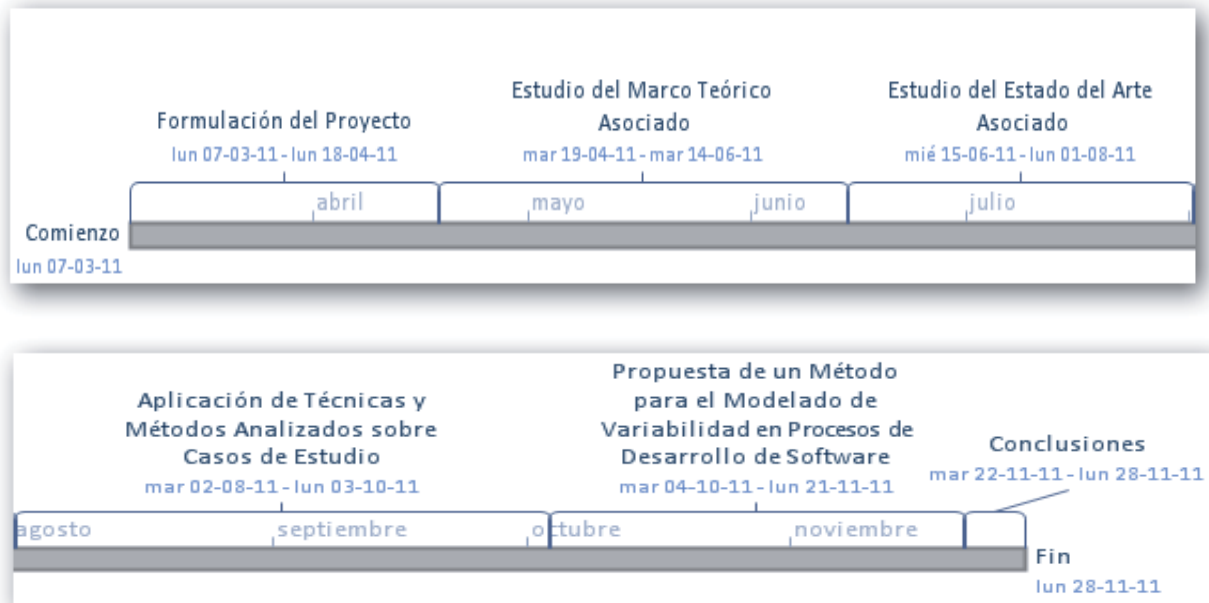 Formulación del Proyecto
lun 07-03-11 - lun 18-04-11
Estudio del Marco Teórico
Asociado
mar 19-04-11 - mar 14-06-11
Estudio del Estado del Arte
Asociado
mié 15-06-11 - lun 01-08-11
abril
mayo
junio
julio
Comienzo
lun 07-03-11
Aplicación de Técnicas y
Métodos Analizados sobre
Casos de Estudio
mar 02-08-11 - lun 03-10-11
Propuesta de un Método
para el Modelado de
Variabilidad en Procesos de
Desarrollo de Software
mar 04-10-11 - lun 21-11-11
Conclusiones
mar 22-11-11 - lun 28-11-11
agosto
septiembre
octubre
noviembre
Fin
lun 28-11-11